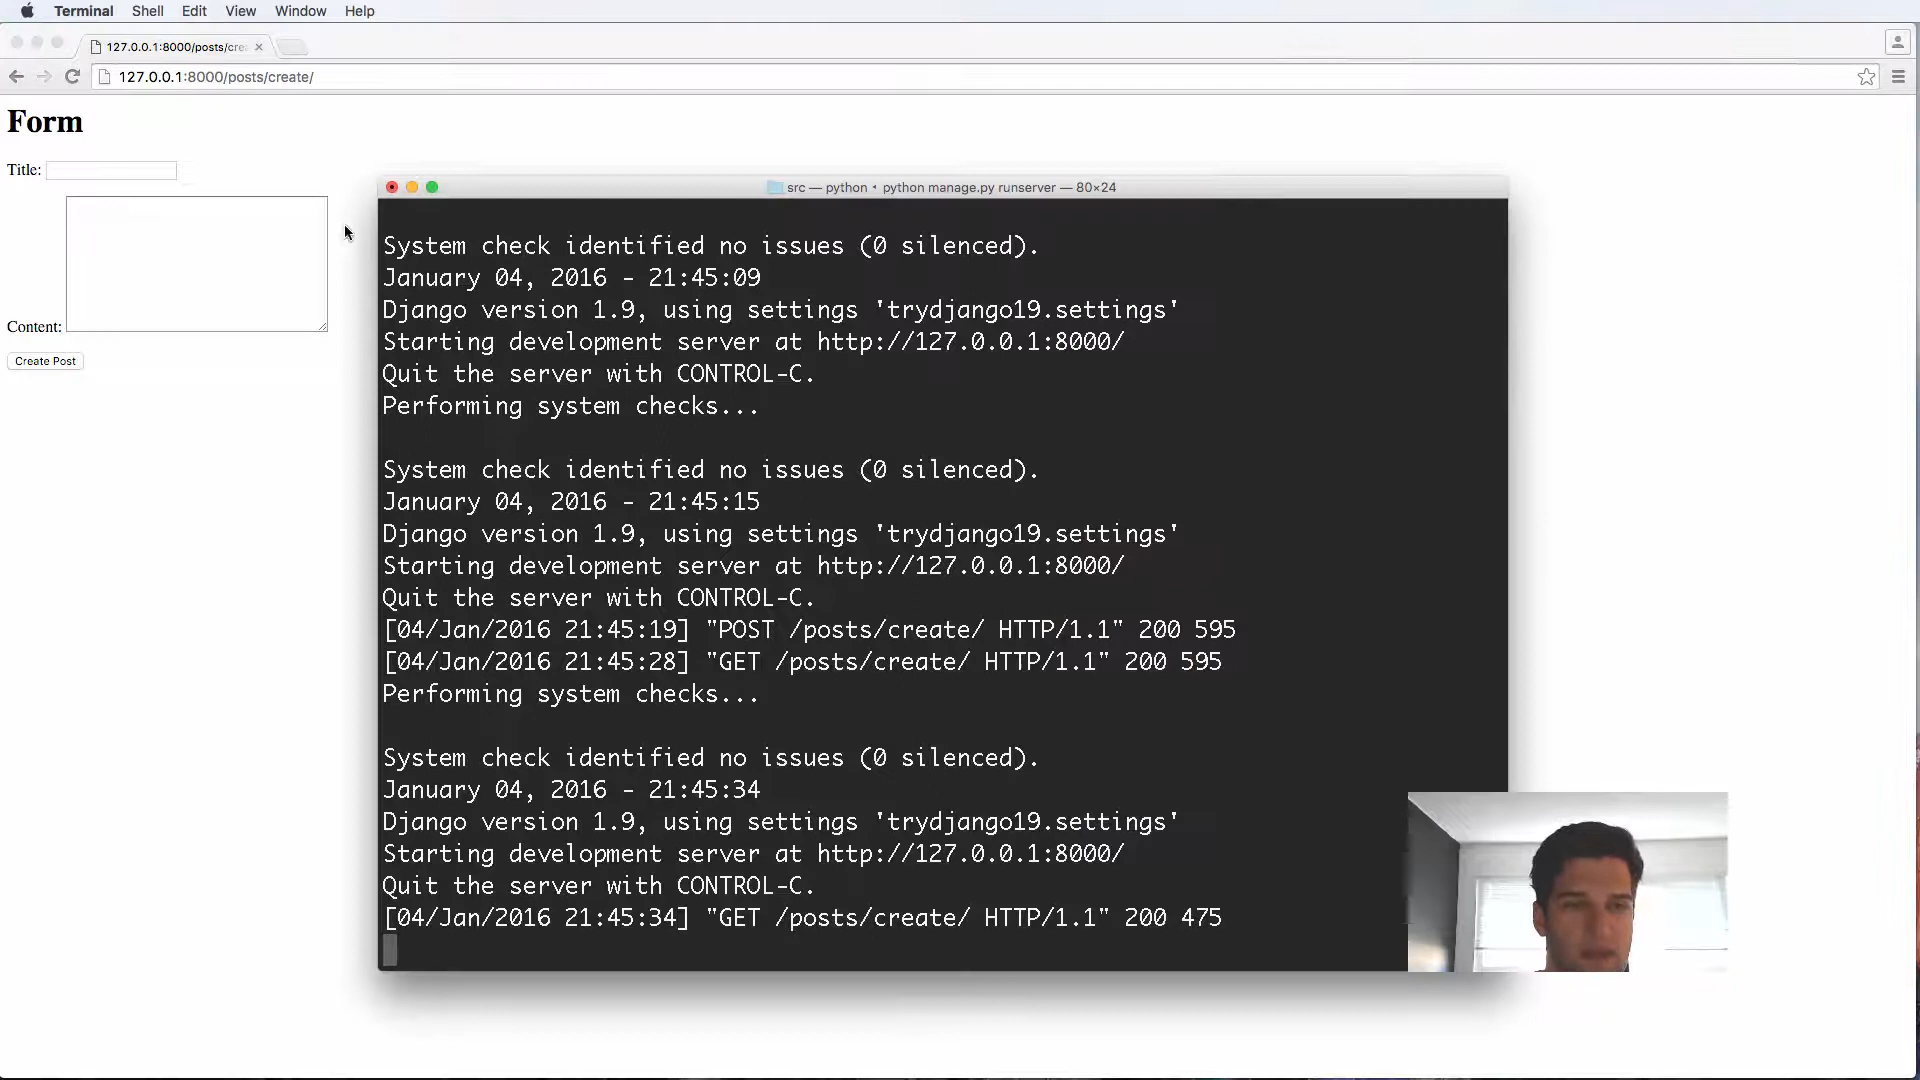 Terminal Shell Edit View Window Help
127.0.0.1:8000/posts/cre
127.0.0.1:8000/posts/create/
Form
Title:
Content:
Create Post
src — python • python manage.py runserver — 80×24
System check identified no issues (0 silenced).
January 04, 2016 - 21:45:09
Django version 1.9, using settings 'trydjango19.settings'
Starting development server at http://127.0.0.1:8000/
Quit the server with CONTROL-C.
Performing system checks...
System check identified no issues (0 silenced).
January 04, 2016 - 21:45:15
Django version 1.9, using settings 'trydjango19.settings'
Starting development server at http://127.0.0.1:8000/
Quit the server with CONTROL-C.
[04/Jan/2016 21:45:19] "POST /posts/create/ HTTP/1.1" 200 595
[04/Jan/2016 21:45:28] "GET /posts/create/ HTTP/1.1" 200 595
Performing system checks...
System check identified no issues (0 silenced).
January 04, 2016 - 21:45:34
Django version 1.9, using settings 'trydjango19.settings'
Starting development server at http://127.0.0.1:8000/
Quit the server with CONTROL-C.
[04/Jan/2016 21:45:34] "GET /posts/create/ HTTP/1.1" 200 475